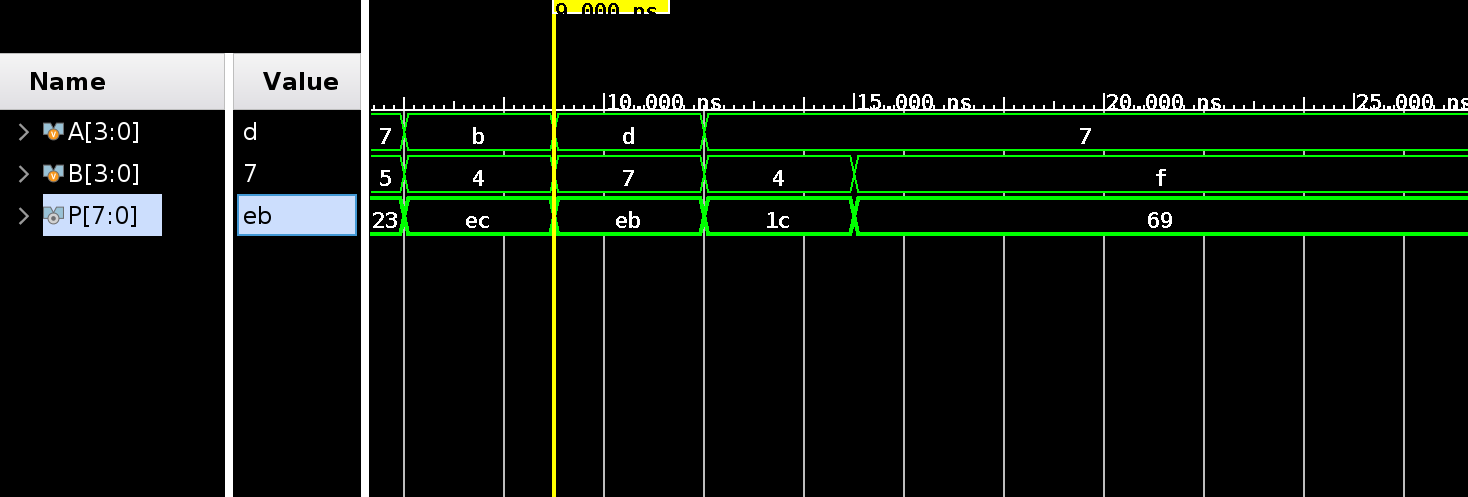 9.000 ns
Name Value
10.000 ns 15.000 ns 20.000 ns 25.000 ns
A[3:0] d 7 b d 7
B[3:0] 7 5 4 7 4 f
P[7:0] eb 23 ec eb 1c 69